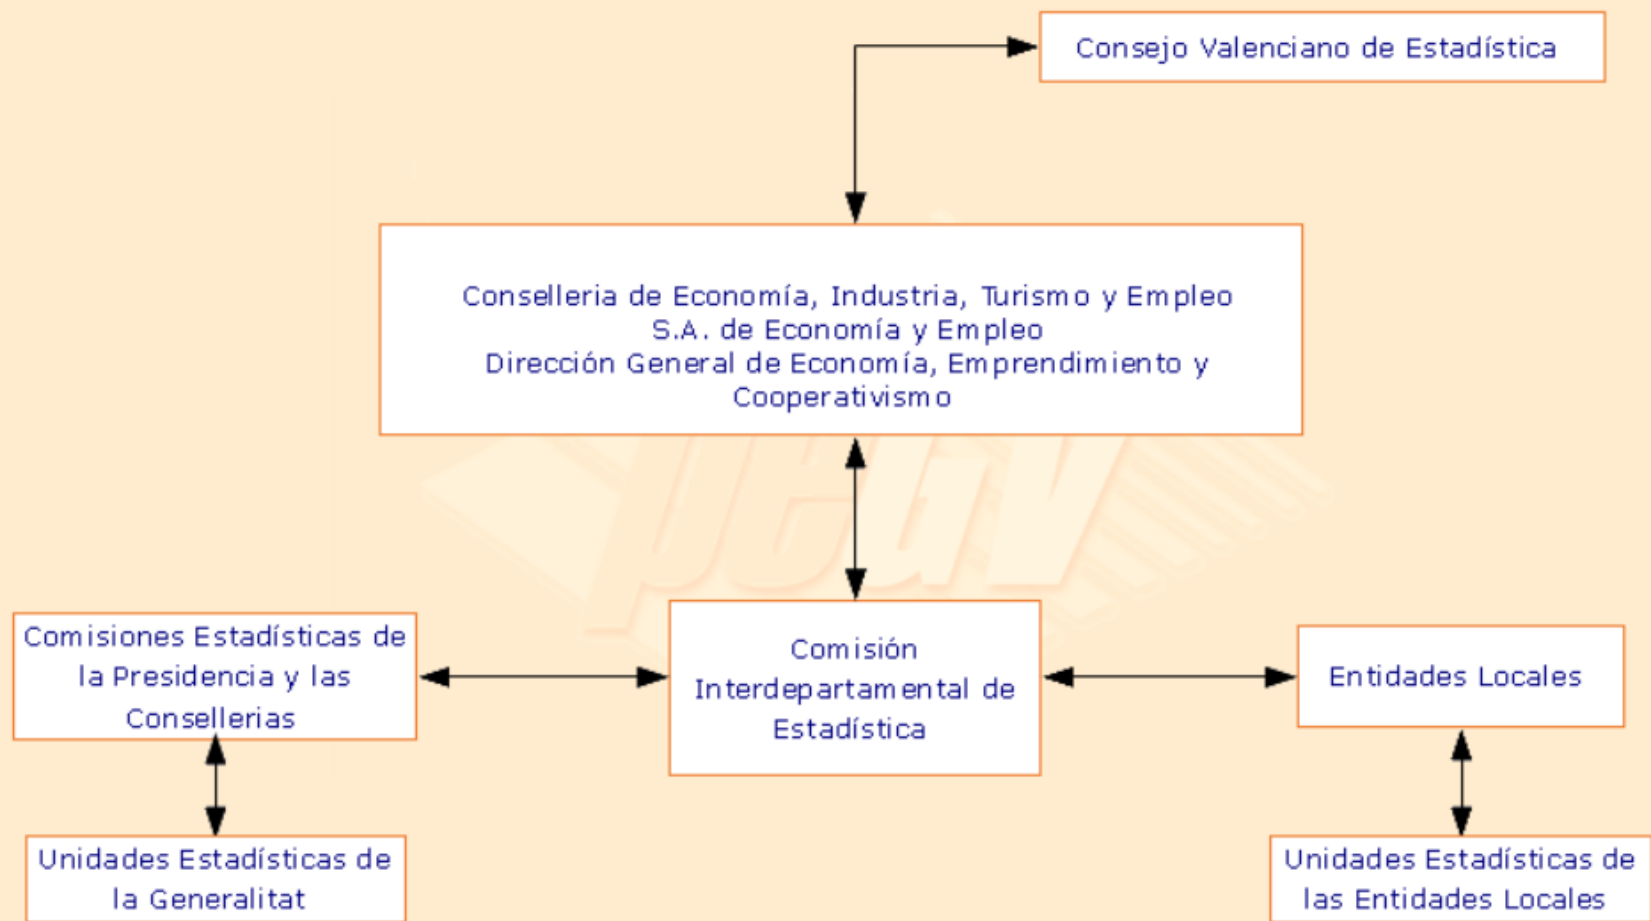 Consejo Valenciano de Estadística
Conselleria de Economía, Industria, Turismo y Empleo
S.A. de Economía y Empleo
Dirección General de Economía, Emprendimiento y
Cooperativismo
pegv
Comisiones Estadísticas de
la Presidencia y las
Consellerias
Comisión
Interdepartamental de
Estadística
Entidades Locales
Unidades Estadísticas de
la Generalitat
Unidades Estadísticas de
las Entidades Locales